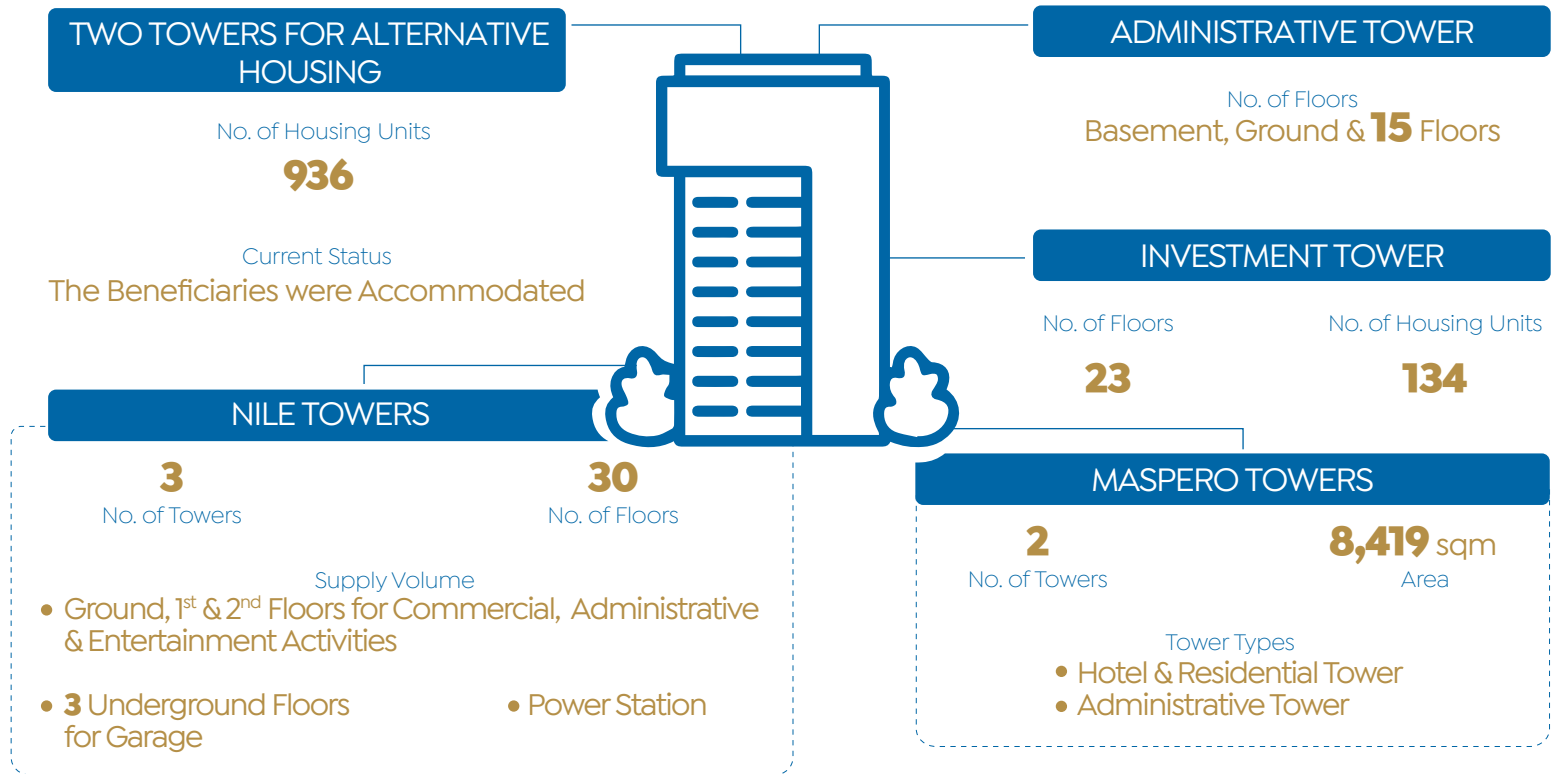 TWO TOWERS FOR ALTERNATIVE
HOUSING
No. of Housing Units
936
Current Status
The Beneficiaries were Accommodated
ADMINISTRATIVE TOWER
No. of Floors
Basement, Ground & 15 Floors
INVESTMENT TOWER
No. of Floors
23
No. of Housing Units
134
NILE TOWERS
3
No. of Towers
30
No. of Floors
Supply Volume
• Ground, 1st & 2nd Floors for Commercial, Administrative
& Entertainment Activities
• 3 Underground Floors
for Garage
• Power Station
MASPERO TOWERS
2
No. of Towers
8,419 sqm
Area
Tower Types
• Hotel & Residential Tower
• Administrative Tower